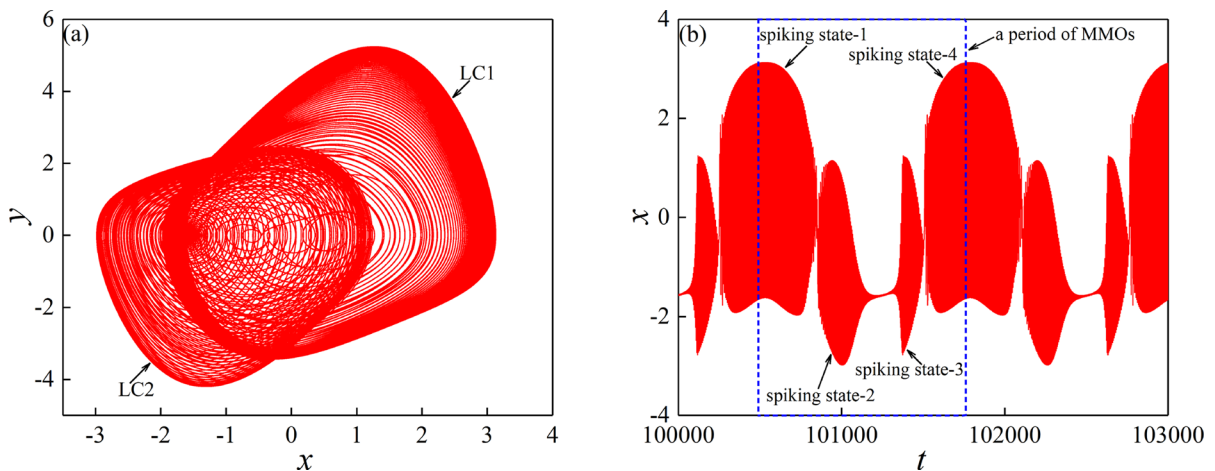 (a)
LC1
LC2
6
4
2
0
-2
-4
y
-3
-2
-1
0
1
2
3
4
x
(b)
spiking state-1
a period of MMOs
spiking state-4
spiking state-3
spiking state-2
4
2
0
-2
-4
x
100000
101000
102000
103000
t